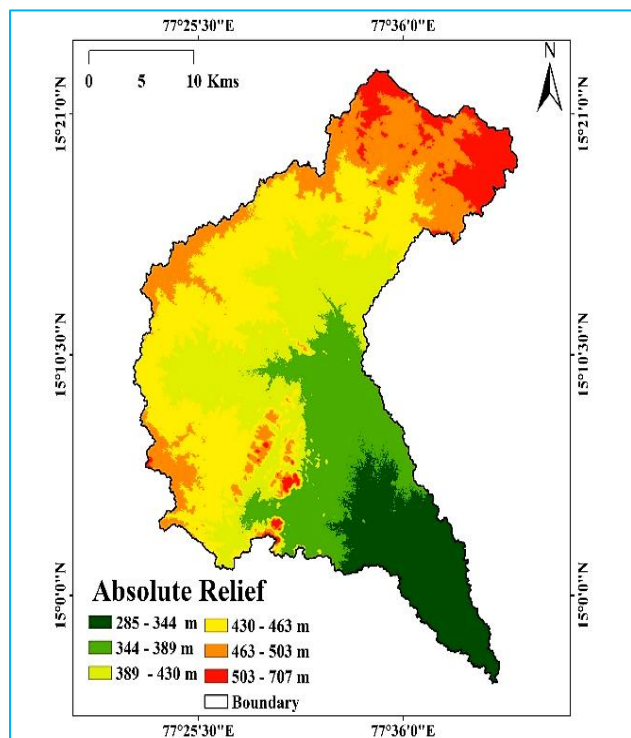 77°25'30"E 77°36'0"E
N
0 5 10 Kms
15°21'0"N 15°21'0"N
15°10'30"N 15°10'30"N
15°0'0"N 15°0'0"N
Absolute Relief
285 - 344 m 430 - 463 m
344 - 389 m 463 - 503 m
389 - 430 m 503 - 707 m
Boundary
77°25'30"E 77°36'0"E